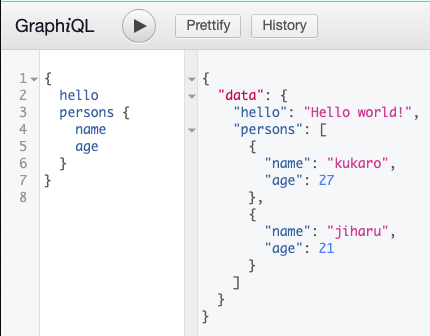 GraphiQL Prettify History
1 {
2 hello
3 persons {
4 name
5 age
6 }
7 }
8
{
"data": {
"hello": "Hello world!",
"persons": [
{
"name": "kukaro",
"age": 27
},
{
"name": "jiharu",
"age": 21
}
]
}
}